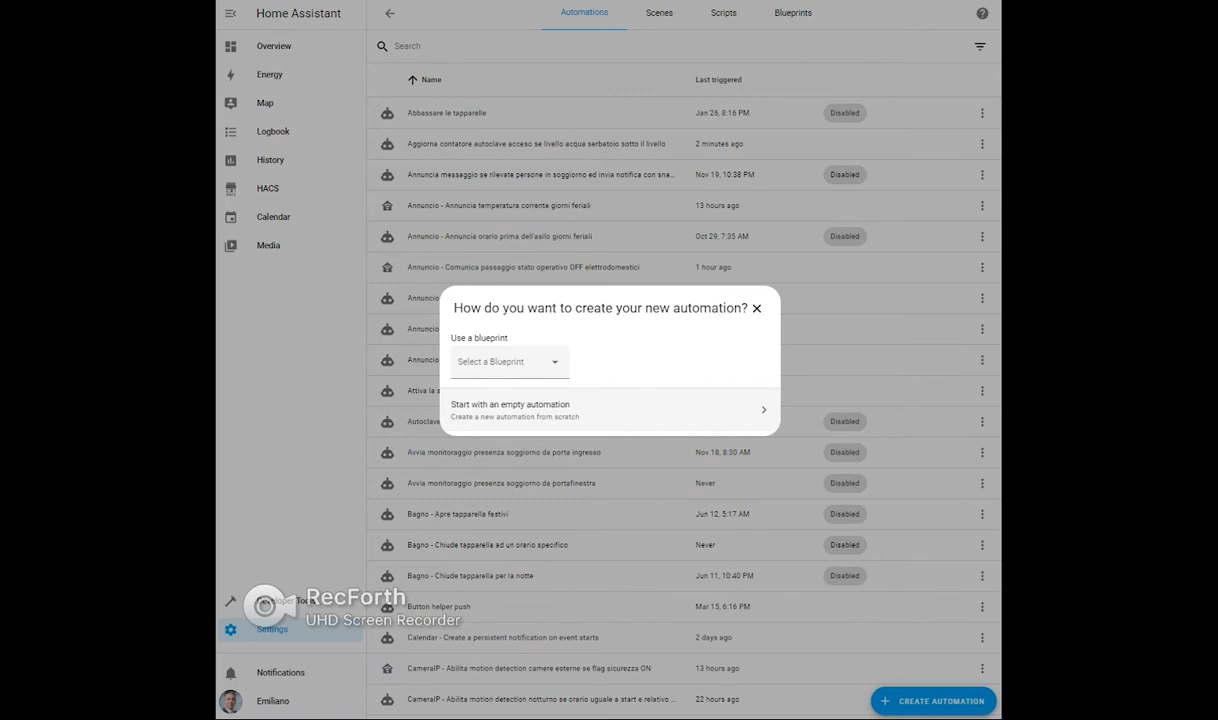 Home Assistant
Automations Scenes Scripts Blueprints
Overview
Search
Energy
Name Last triggered
Map
Abbassare le tapparelle Jan 26, 8:16 PM Disabled
Logbook
Aggiorna contatore autoclave acceso se livello acqua serbatoio sotto il livello 2 minutes ago
History
Annuncia messaggio se rilevate persone in soggiorno ed invia notifica con sna... Nov 19, 10:38 PM Disabled
HACS
Annuncio - Annuncia temperatura corrente giorni feriali 13 hours ago
Calendar
Annuncio - Annuncia orario prima dell'asilo giorni feriali Oct 29, 7:35 AM Disabled
Media
Annuncio - Comunica passaggio stato operativo OFF elettrodomestici 1 hour ago
Annuncio
Annuncio
Annuncio
Attiva la s
How do you want to create your new automation?
Use a blueprint
Select a Blueprint
Start with an empty automation
Create a new automation from scratch
Autoclave Disabled
Avvia monitoraggio presenza soggiorno da porta ingresso Nov 18, 8:30 AM Disabled
Avvia monitoraggio presenza soggiorno da portafinestra Never Disabled
Bagno - Apre tapparella festivi Jun 12, 5:17 AM Disabled
Bagno - Chiude tapparella ad un orario specifico Never Disabled
Bagno - Chiude tapparella per la notte Jun 11, 10:40 PM Disabled
Developer Tools
RecForth
UHD Screen Recorder
Button helper push Mar 15, 6:16 PM
Settings
Calendar - Create a persistent notification on event starts 2 days ago
Notifications
CameraIP - Abilita motion detection camere esterne se flag sicurezza ON 13 hours ago
Emiliano
CameraIP - Abilita motion detection notturno se orario uguale a start e relativo ... 22 hours ago
CREATE AUTOMATION